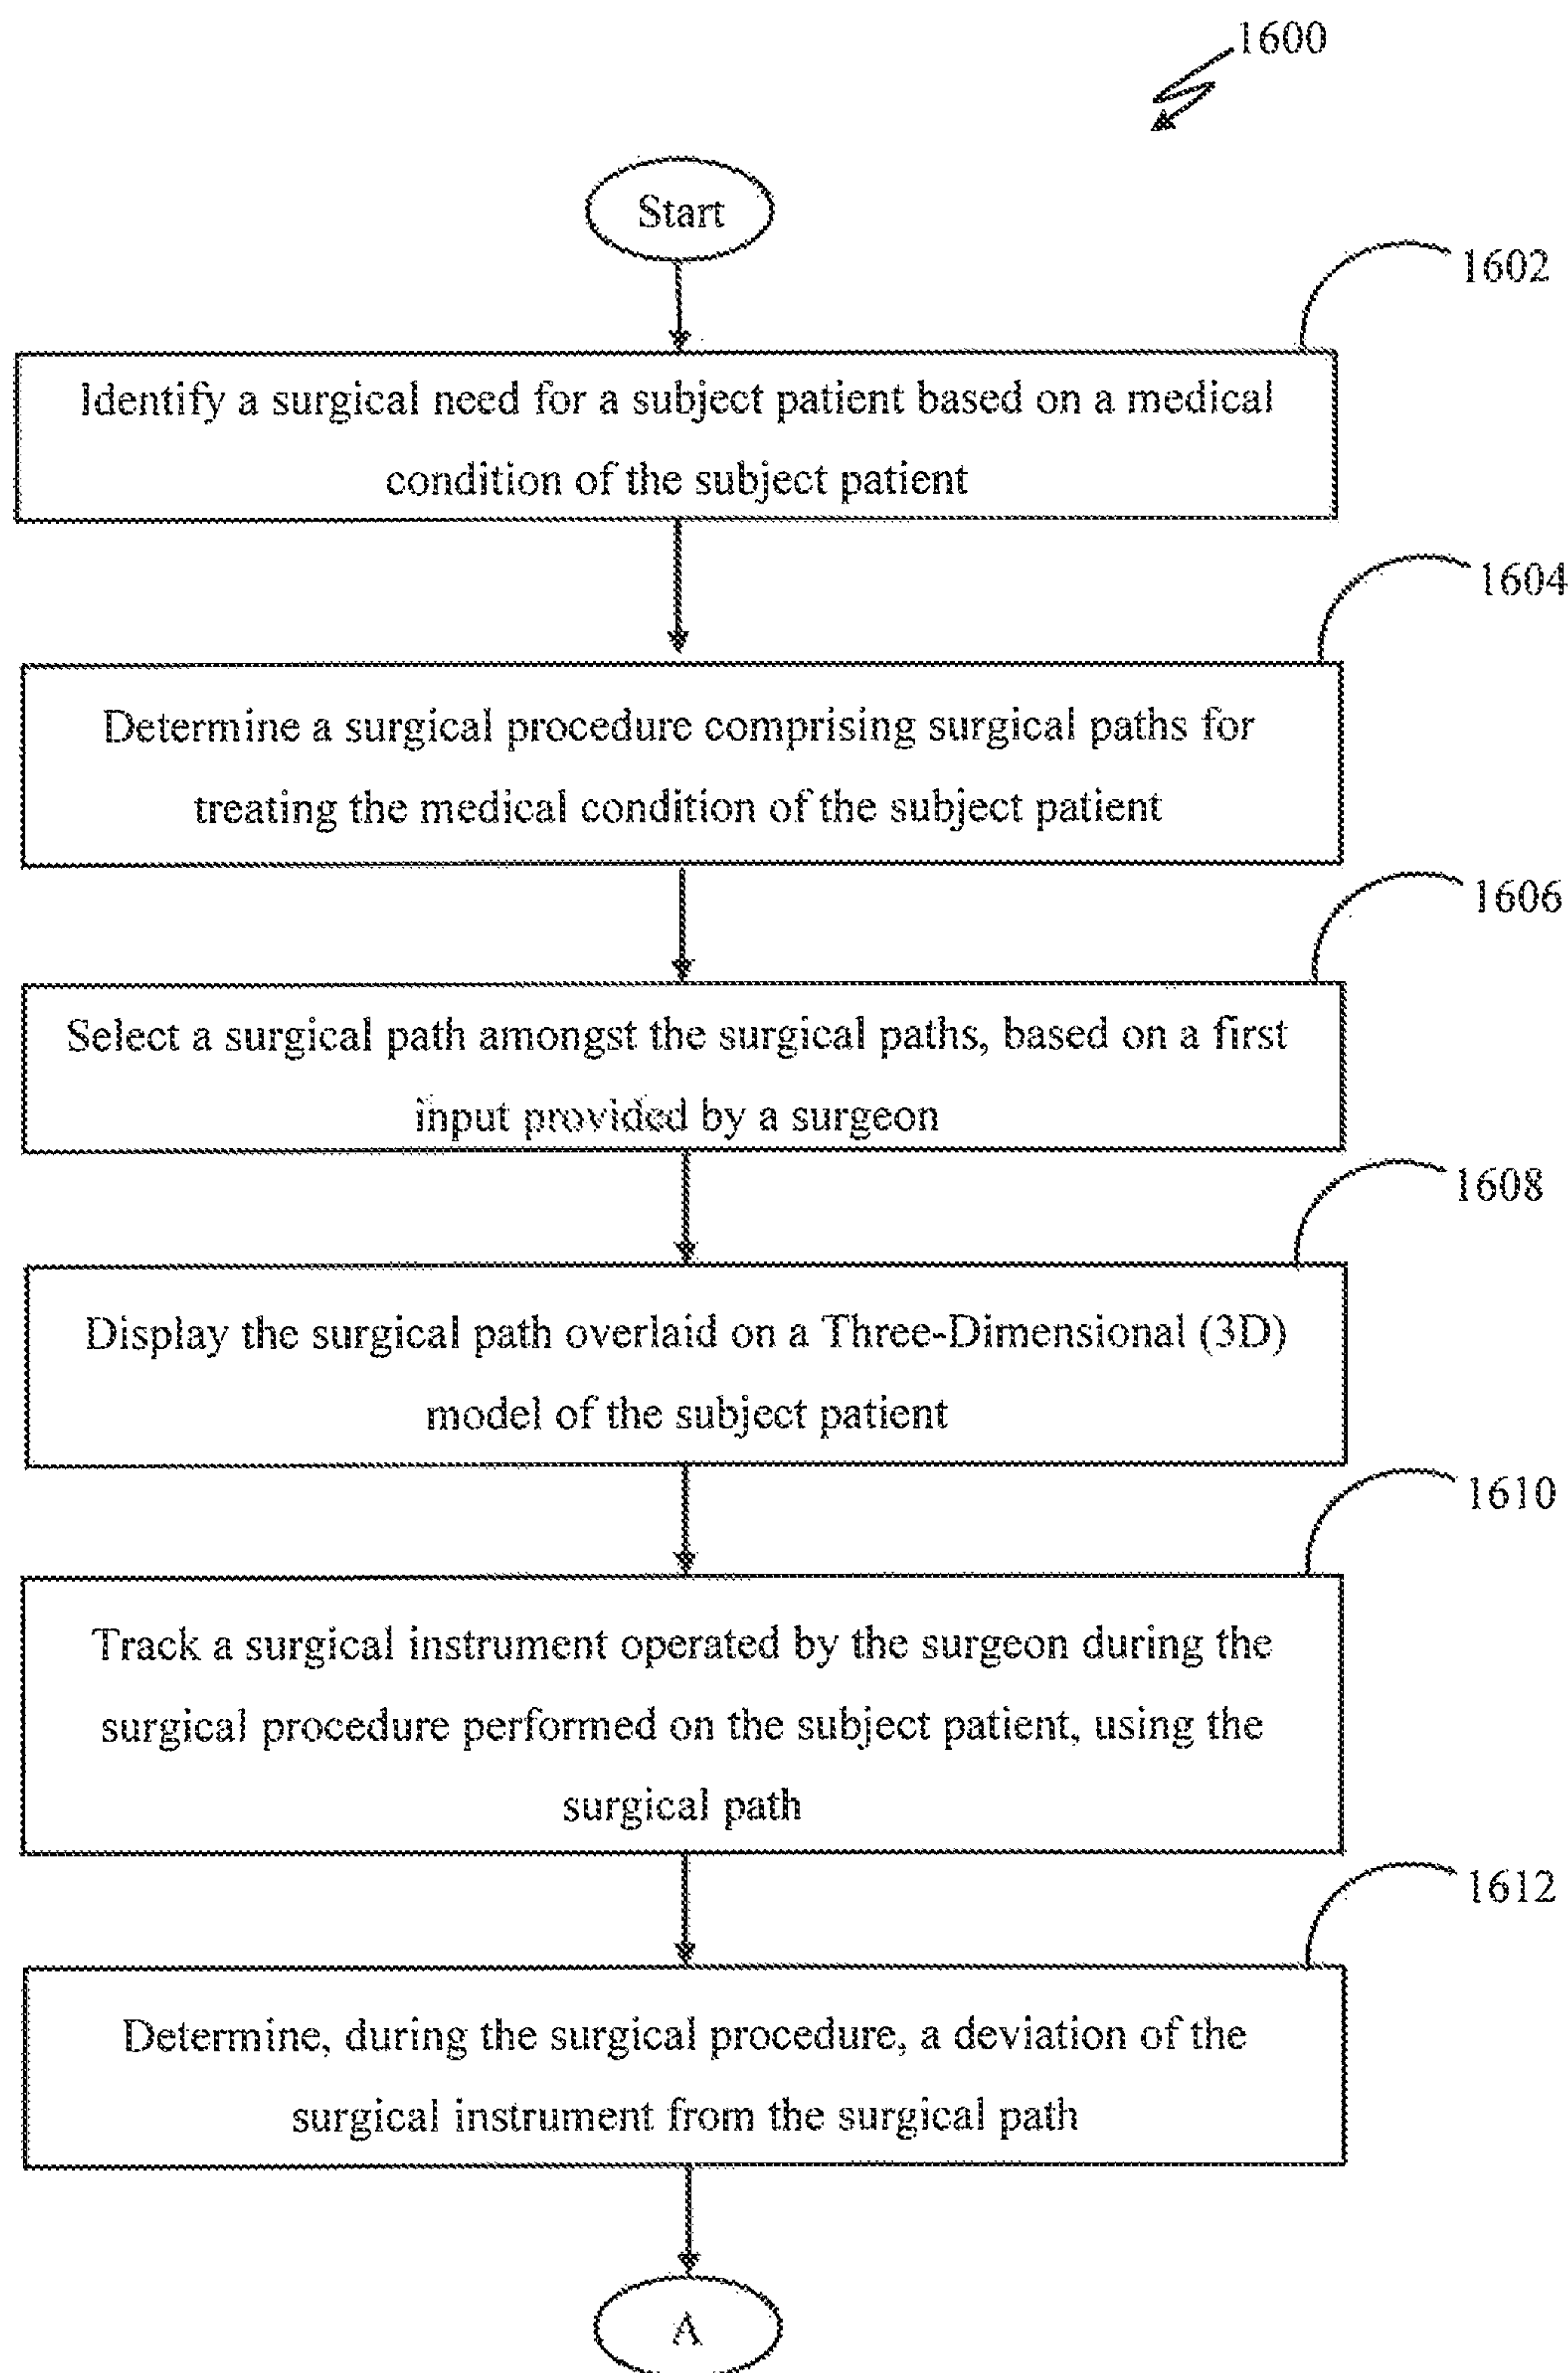 1600
Start
1602
Identify a surgical need for a subject patient based on a medical
condition of the subject patient
1604
Determine a surgical procedure comprising surgical paths for
treating the medical condition of the subject patient
1606
Select a surgical path amongst the surgical paths, based on a first
input provided by a surgeon
1608
Display the surgical path overlaid on a Three-Dimensional (3D)
model of the subject patient
1610
Track a surgical instrument operated by the surgeon during the
surgical procedure performed on the subject patient, using the
surgical path
1612
Determine, during the surgical procedure, a deviation of the
surgical instrument from the surgical path
A